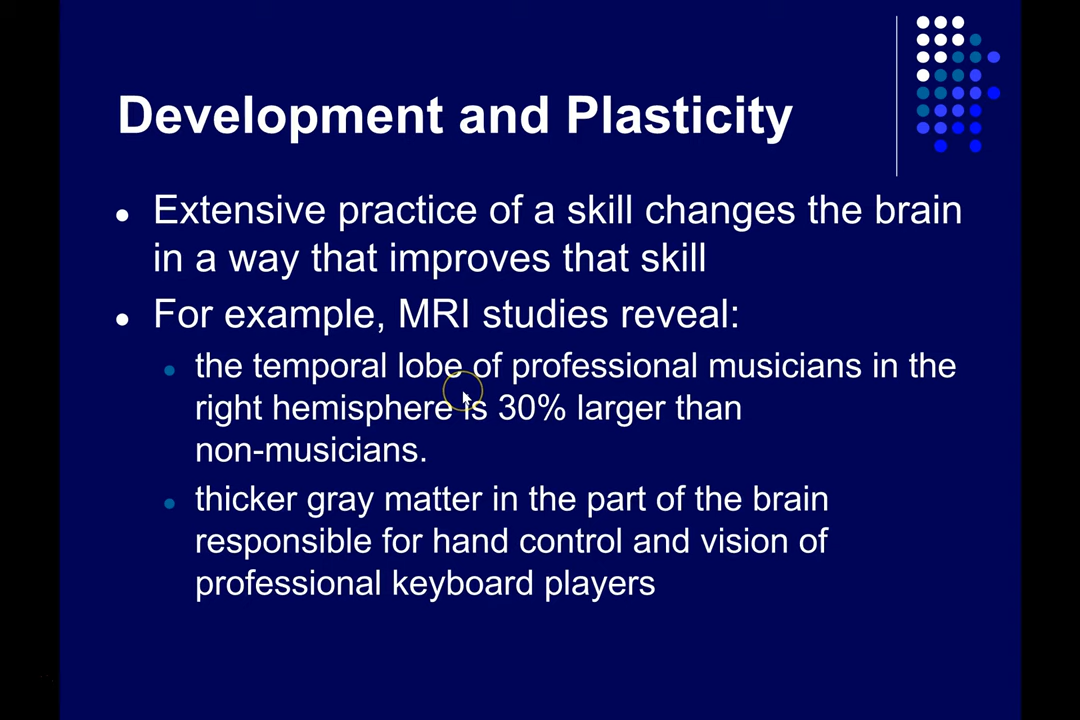 Development and Plasticity
Extensive practice of a skill changes the brain
in a way that improves that skill
For example, MRI studies reveal:
the temporal lobe of professional musicians in the
right hemisphere is 30% larger than
non-musicians.
thicker gray matter in the part of the brain
responsible for hand control and vision of
professional keyboard players